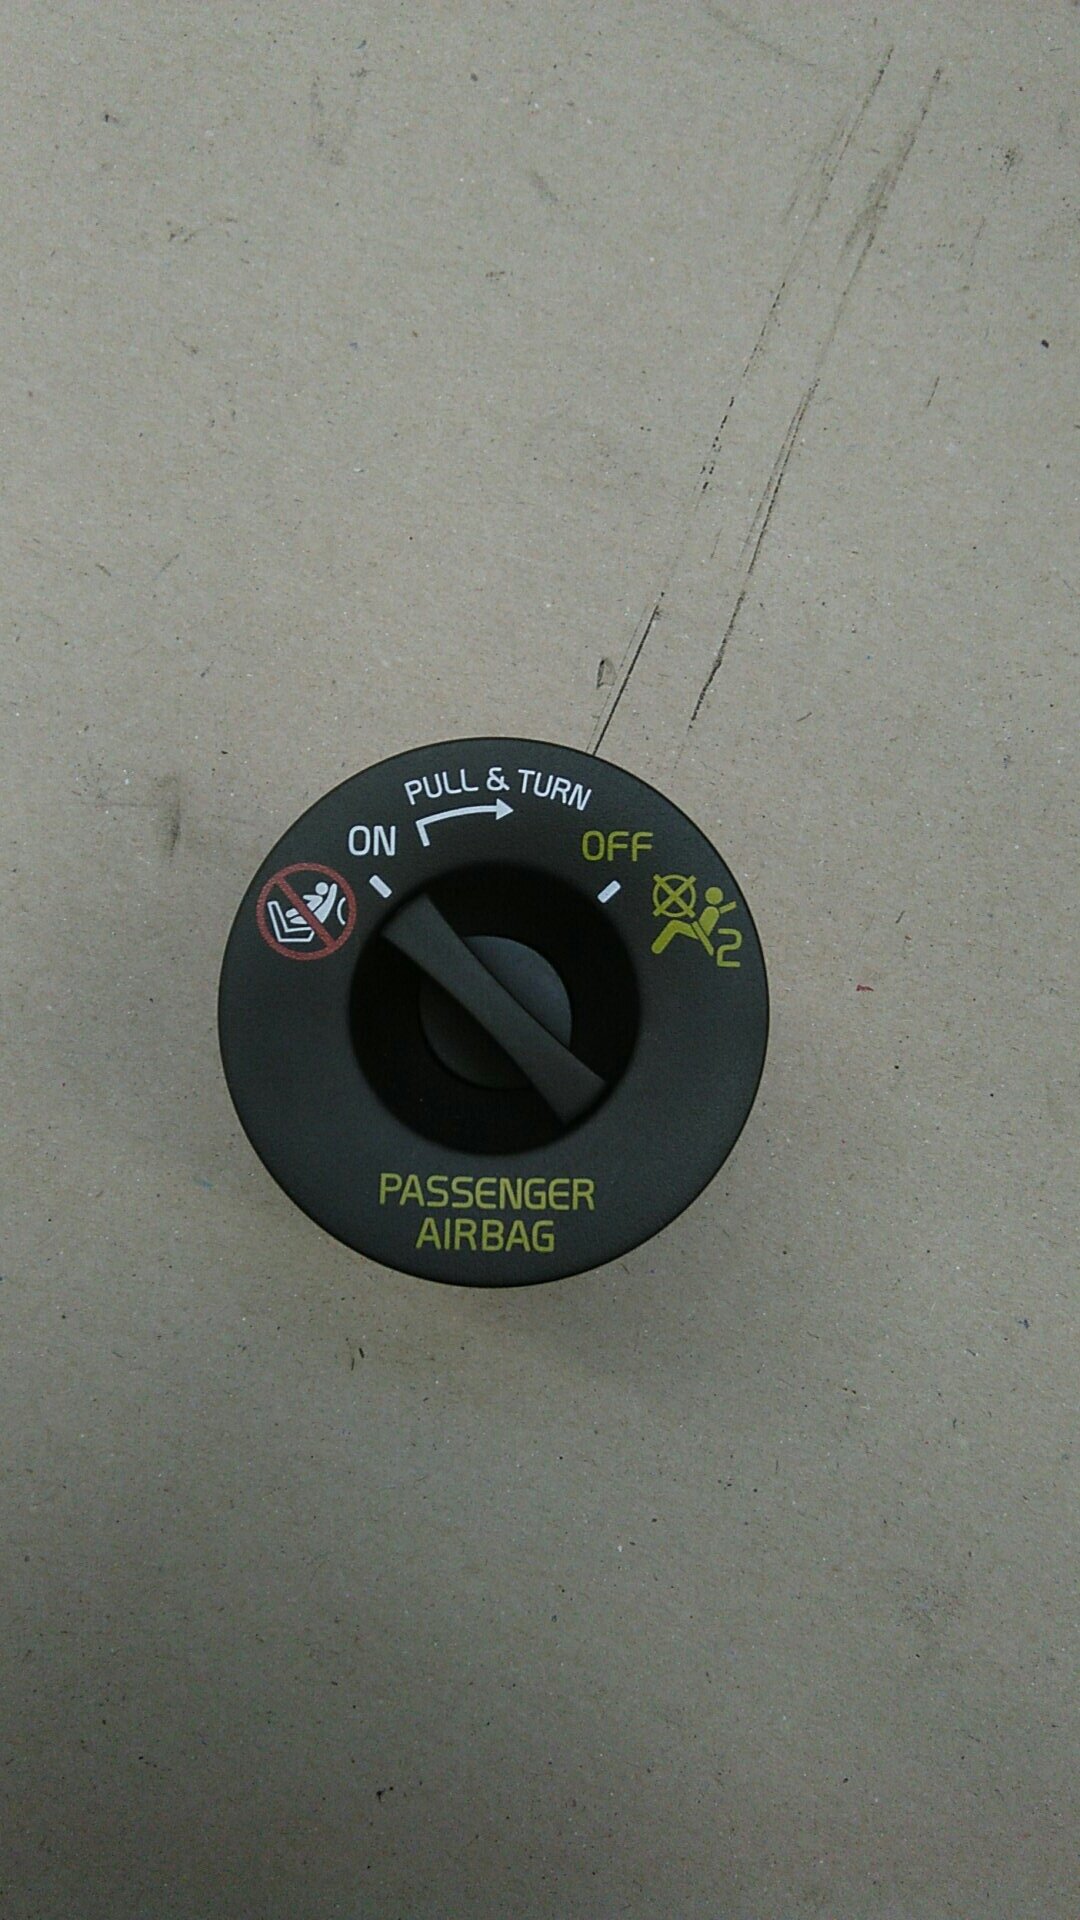 PULL & TURN
ON
OFF
2
PASSENGER
AIRBAG